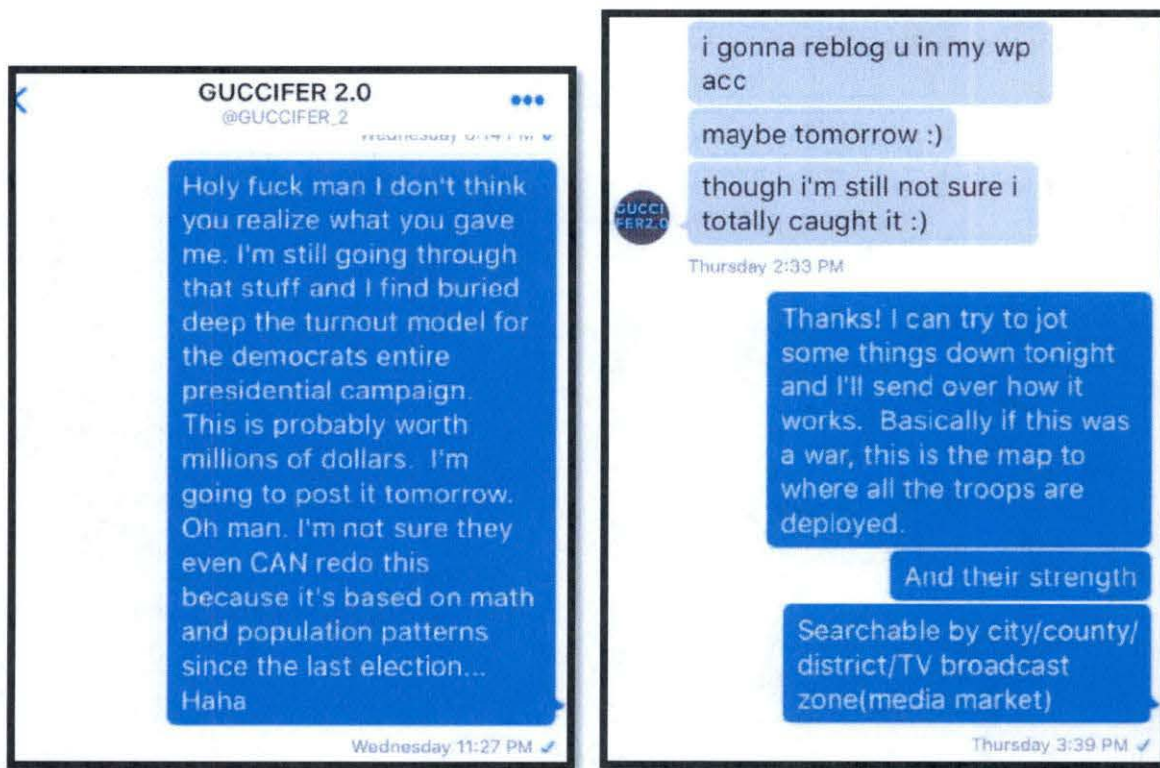 GUCCIFER 2.0
@GUCCIFER_2
Wednesday 6:14 PM
Holy fuck man I don't think
you realize what you gave
me. I'm still going through
that stuff and I find buried
deep the turnout model for
the democrats entire
presidential campaign.
This is probably worth
millions of dollars. I'm
going to post it tomorrow.
Oh man. I'm not sure they
even CAN redo this
because it's based on math
and population patterns
since the last election...
Haha
Wednesday 11:27 PM
i gonna reblog u in my wp
acc
maybe tomorrow :)
though i'm still not sure i
totally caught it :)
GUCCI
FER2.0
Thursday 2:33 PM
Thanks! I can try to jot
some things down tonight
and I'll send over how it
works. Basically if this was
a war, this is the map to
where all the troops are
deployed.
And their strength
Searchable by city/county/
district/TV broadcast
zone(media market)
Thursday 3:39 PM